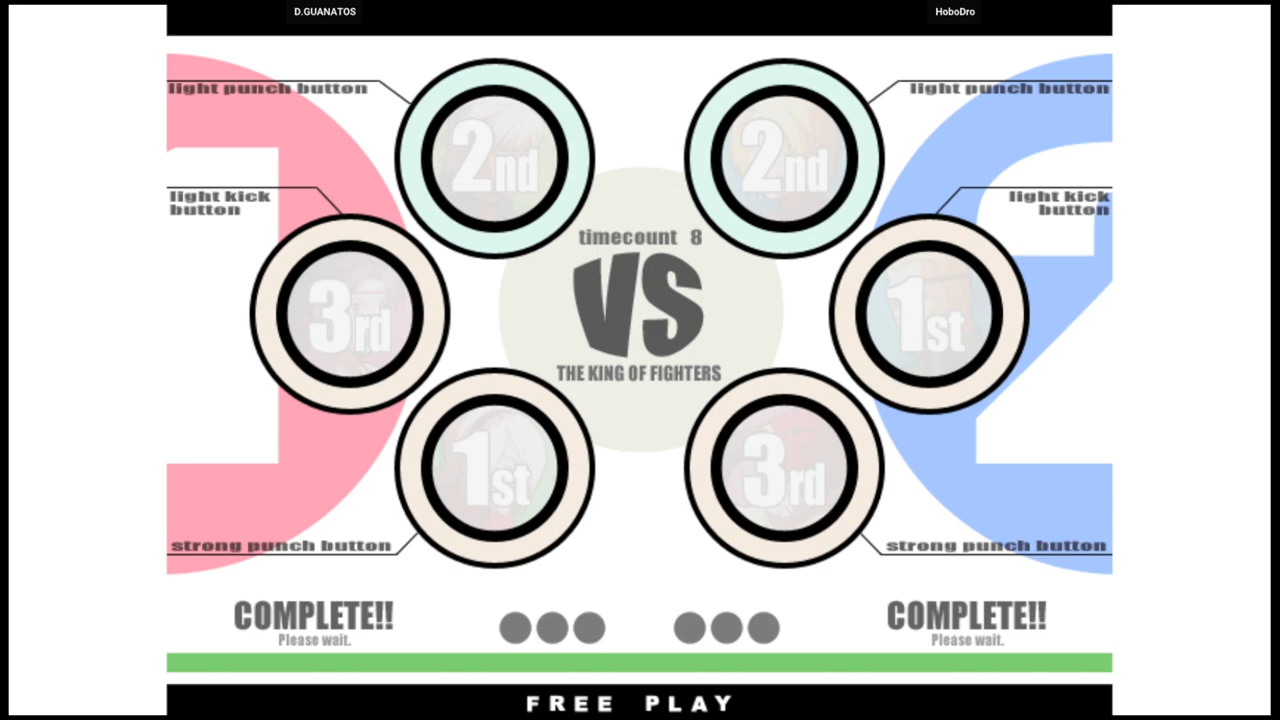 D.GUANATOS
HoboDro
light punch button
light punch button
2nd
2nd
light kick
button
light kick
button
timecount 8
VS
3rd
1st
THE KING OF FIGHTERS
1st
3rd
strong punch button
strong punch button
COMPLETE!!
Please wait.
COMPLETE!!
Please wait.
FREE PLAY
1
2